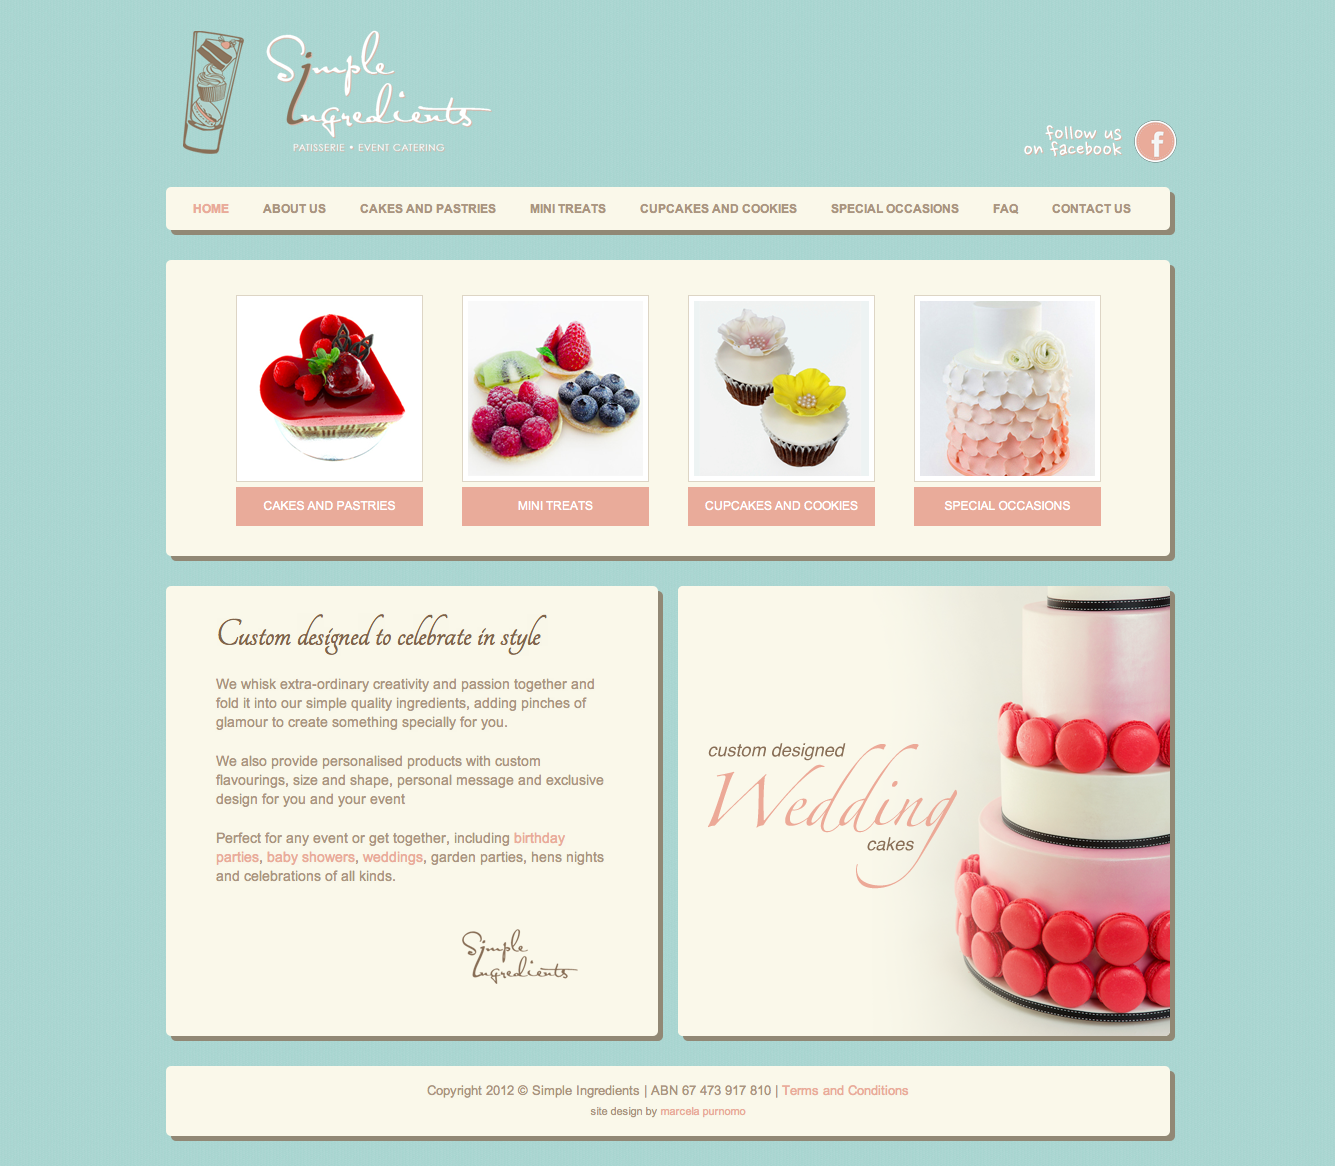 Simple
Ingredients
PATISSERIE • EVENT CATERING
follow us
on facebook
f
HOME ABOUT US CAKES AND PASTRIES MINI TREATS CUPCAKES AND COOKIES SPECIAL OCCASIONS FAQ CONTACT US
CAKES AND PASTRIES MINI TREATS CUPCAKES AND COOKIES SPECIAL OCCASIONS
Custom designed to celebrate in style
We whisk extra-ordinary creativity and passion together and
fold it into our simple quality ingredients, adding pinches of
glamour to create something specially for you.
We also provide personalised products with custom
flavourings, size and shape, personal message and exclusive
design for you and your event
Perfect for any event or get together, including birthday
parties, baby showers, weddings, garden parties, hens nights
and celebrations of all kinds.
Simple
Ingredients
custom designed
Wedding
cakes
Copyright 2012 © Simple Ingredients | ABN 67 473 917 810 | Terms and Conditions
site design by marcela purnomo